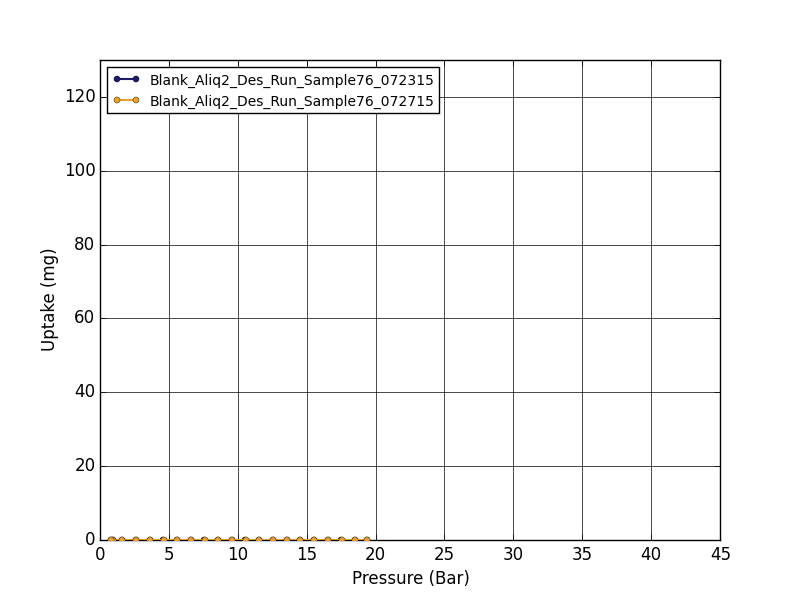 Blank_Aliq2_Des_Run_Sample76_072315
Blank_Aliq2_Des_Run_Sample76_072715
120
100
80
60
40
20
0
Uptake (mg)
0 5 10 15 20 25 30 35 40 45
Pressure (Bar)